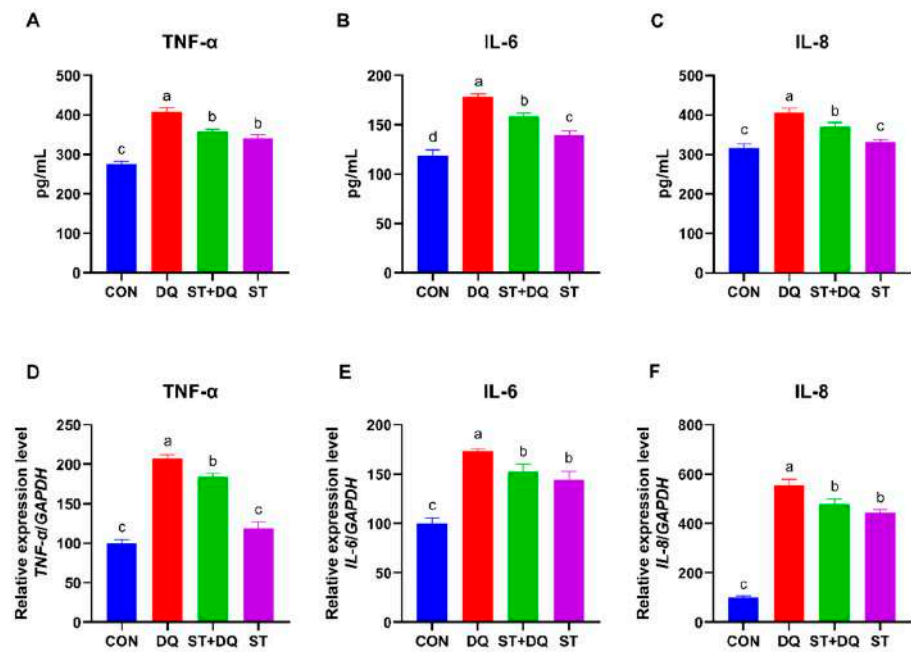 A
TNF-α
pg/mL
500
400
300
200
100
0
c
a
b
b
CON DQ ST+DQ ST
B
IL-6
pg/mL
200
150
100
50
0
d
a
b
c
CON DQ ST+DQ ST
C
IL-8
pg/mL
500
400
300
200
100
0
c
a
b
c
CON DQ ST+DQ ST
D
TNF-α
Relative expression level
TNF-α/GAPDH
250
200
150
100
50
0
c
a
b
c
CON DQ ST+DQ ST
E
IL-6
Relative expression level
IL-6/GAPDH
200
150
100
50
0
c
a
b
b
CON DQ ST+DQ ST
F
IL-8
Relative expression level
IL-8/GAPDH
800
600
400
200
0
c
a
b
b
CON DQ ST+DQ ST